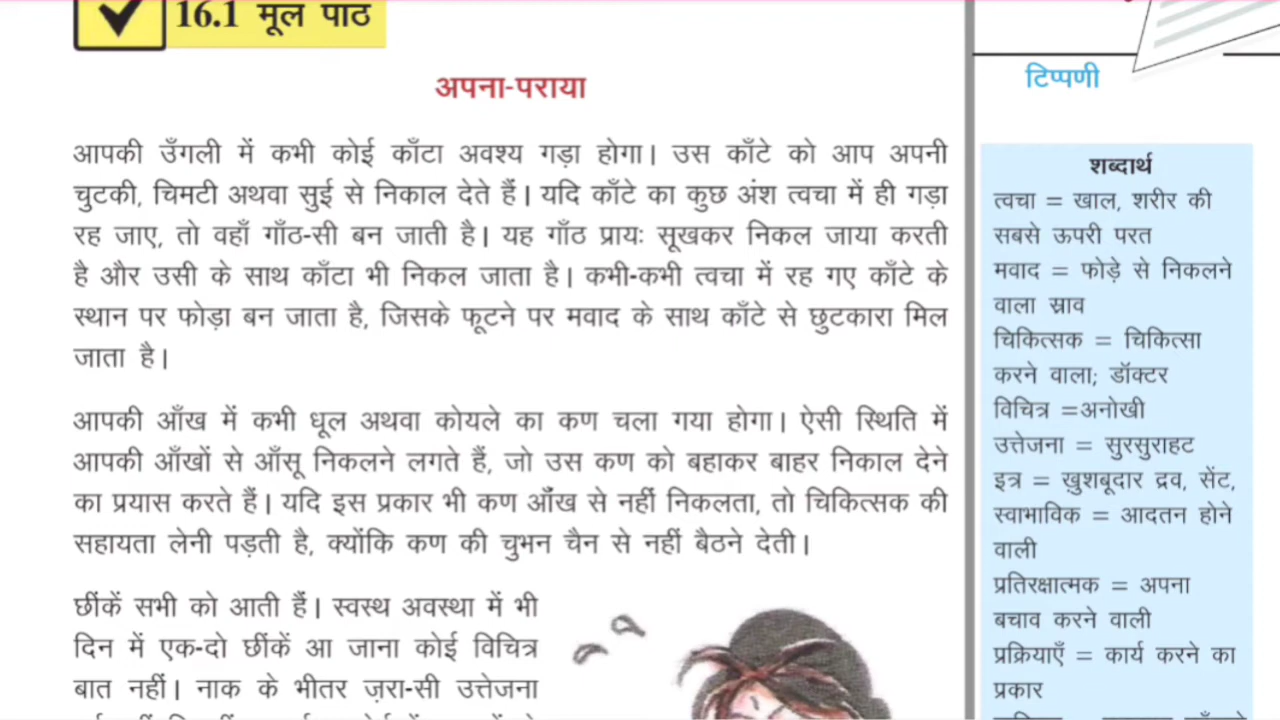 16.1 मूल पाठ
अपना-पराया
आपकी उँगली में कभी कोई काँटा अवश्य गड़ा होगा। उस काँटे को आप अपनी
चुटकी, चिमटी अथवा सुई से निकाल देते हैं। यदि काँटे का कुछ अंश त्वचा में ही गड़ा
रह जाए, तो वहाँ गाँठ-सी बन जाती है। यह गाँठ प्रायः सूखकर निकल जाया करती
है और उसी के साथ काँटा भी निकल जाता है। कभी-कभी त्वचा में रह गए काँटे के
स्थान पर फोड़ा बन जाता है, जिसके फूटने पर मवाद के साथ काँटे से छुटकारा मिल
जाता है।
आपकी आँख में कभी धूल अथवा कोयले का कण चला गया होगा। ऐसी स्थिति में
आपकी आँखों से आँसू निकलने लगते हैं, जो उस कण को बहाकर बाहर निकाल देने
का प्रयास करते हैं। यदि इस प्रकार भी कण आँख से नहीं निकलता, तो चिकित्सक की
सहायता लेनी पड़ती है, क्योंकि कण की चुभन चैन से नहीं बैठने देती।
छींकें सभी को आती हैं। स्वस्थ अवस्था में भी
दिन में एक-दो छींकें आ जाना कोई विचित्र
बात नहीं। नाक के भीतर ज़रा-सी उत्तेजना
टिप्पणी
शब्दार्थ
त्वचा = खाल, शरीर की
सबसे ऊपरी परत
मवाद = फोड़े से निकलने
वाला स्राव
चिकित्सक = चिकित्सा
करने वाला; डॉक्टर
विचित्र =अनोखी
उत्तेजना = सुरसुराहट
इत्र = ख़ुशबूदार द्रव, सेंट,
स्वाभाविक = आदतन होने
वाली
प्रतिरक्षात्मक = अपना
बचाव करने वाली
प्रक्रियाएँ = कार्य करने का
प्रकार